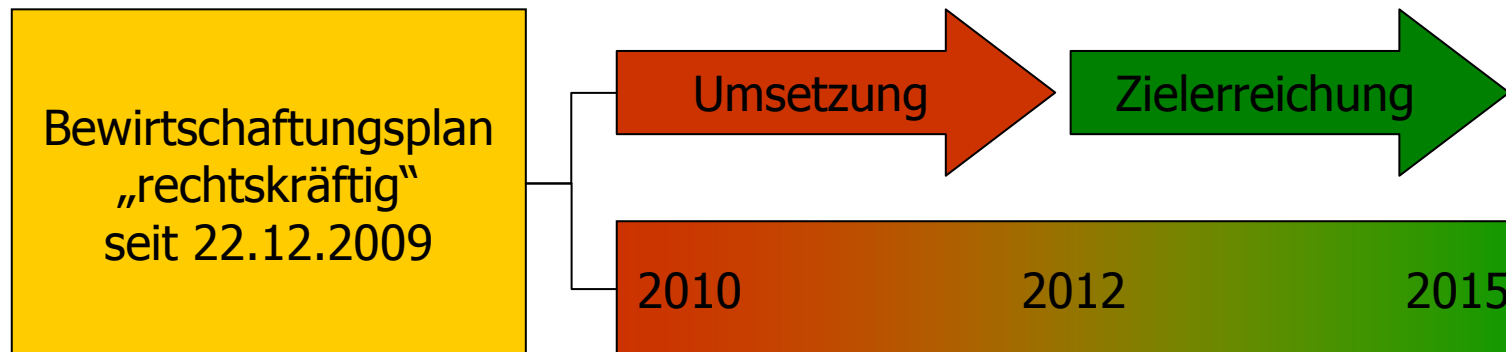 Bewirtschaftungsplan
„rechtskräftig“
seit 22.12.2009
Umsetzung
Zielerreichung
2010
2012
2015